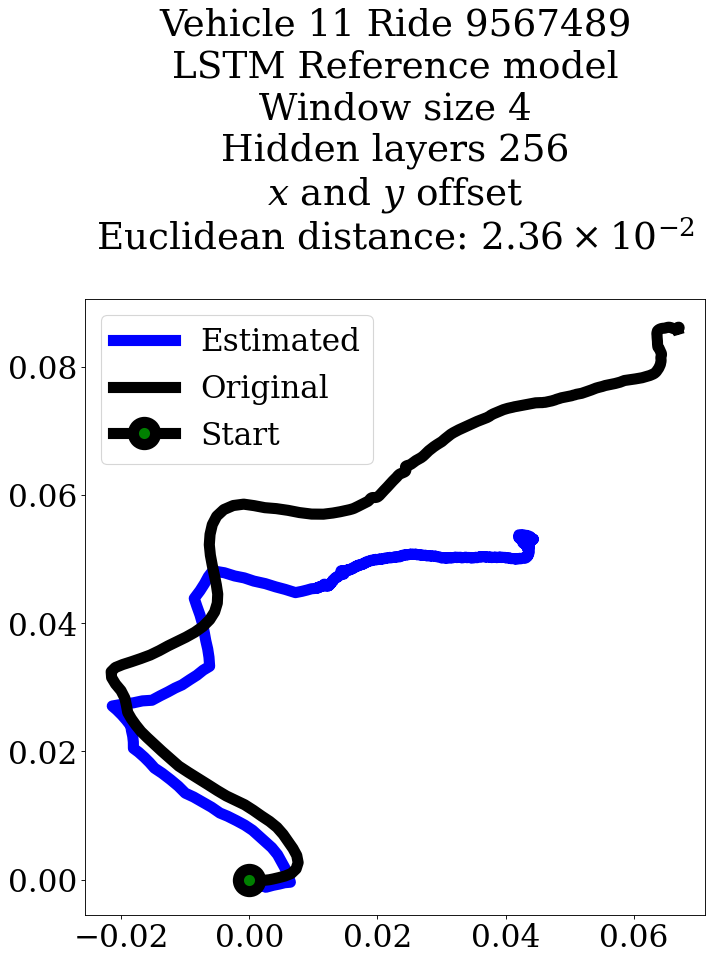 Vehicle 11 Ride 9567489
LSTM Reference model
Window size 4
Hidden layers 256
x and y offset
Euclidean distance: 2.36 × 10⁻²
Estimated
Original
Start
0.08
0.06
0.04
0.02
0.00
−0.02 0.00 0.02 0.04 0.06